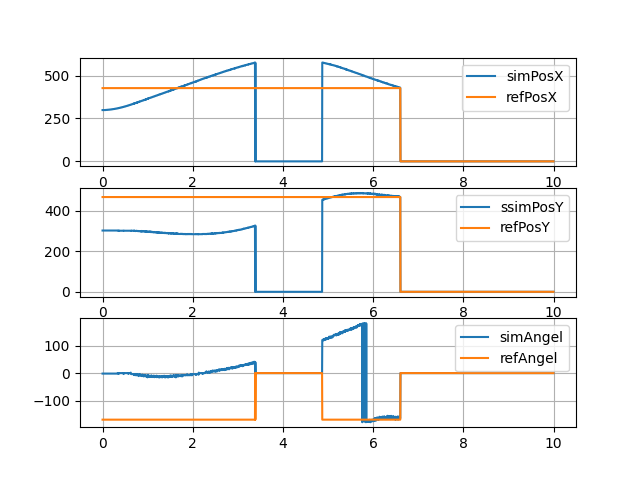 500
250
0
simPosX
refPosX
0 2 4 6 8 10
400
200
0
ssimPosY
refPosY
0 2 4 6 8 10
100
0
−100
simAngel
refAngel
0 2 4 6 8 10